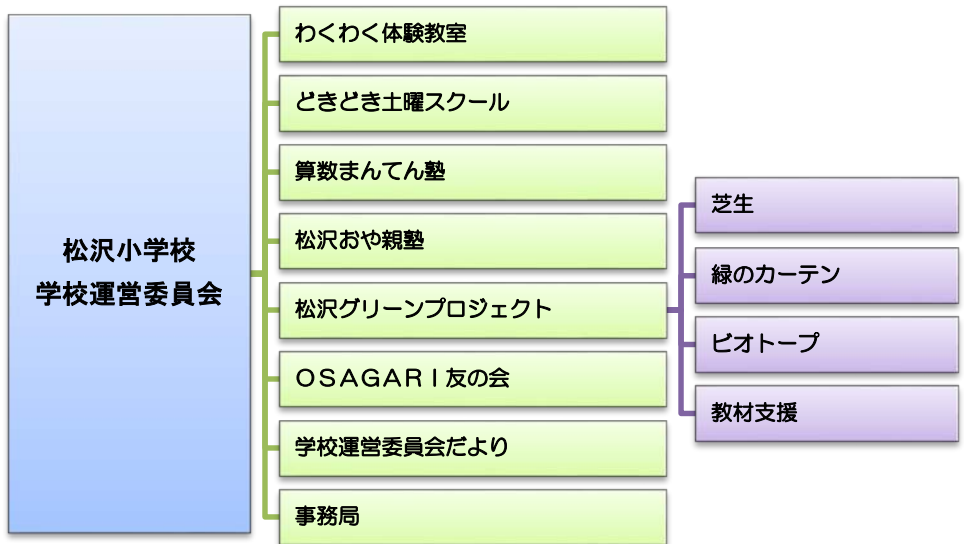 松沢小学校
学校運営委員会
わくわく体験教室
どきどき土曜スクール
算数まんてん塾
松沢おや親塾
松沢グリーンプロジェクト
ＯＳＡＧＡＲＩ友の会
学校運営委員会だより
事務局
芝生
緑のカーテン
ビオトープ
教材支援